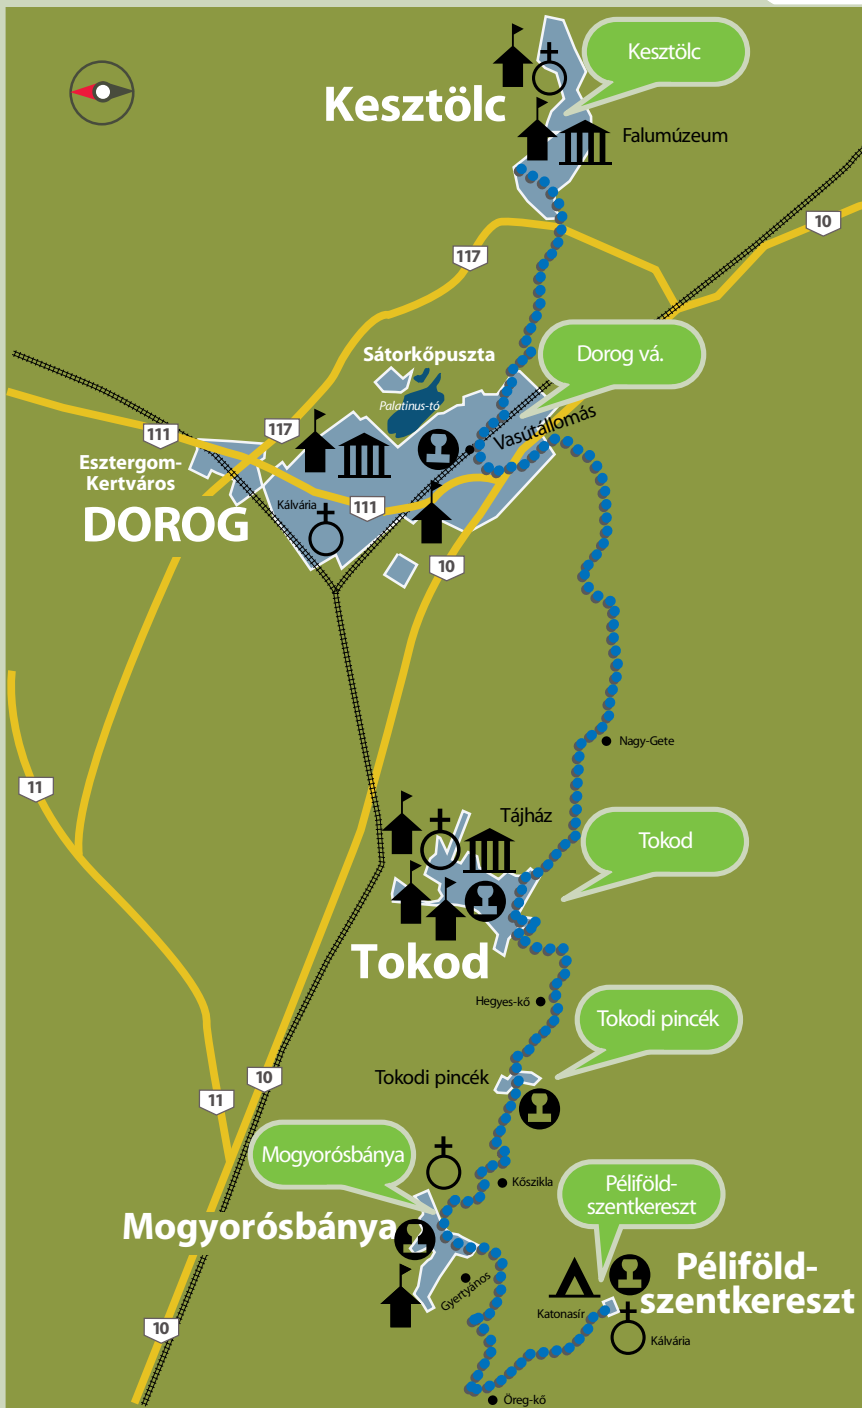 Kesztölc
Kesztölc
Falumúzeum
10
117
Dorog vá.
Sátorkőpuszta
Palatinus-tó
Vasútállomás
117
111
Esztergom-
Kertváros
DOROG
Kálvária
111
10
Nagy-Gete
11
Tájház
Tokod
Tokod
Hegyes-kő
Tokodi pincék
Tokodi pincék
10
11
Mogyorósbánya
Kőszikla
Péliföld-
szentkereszt
Mogyorósbánya
Gyertyános
Péliföld-
szentkereszt
Katonasír
Kálvária
10
Öreg-kő